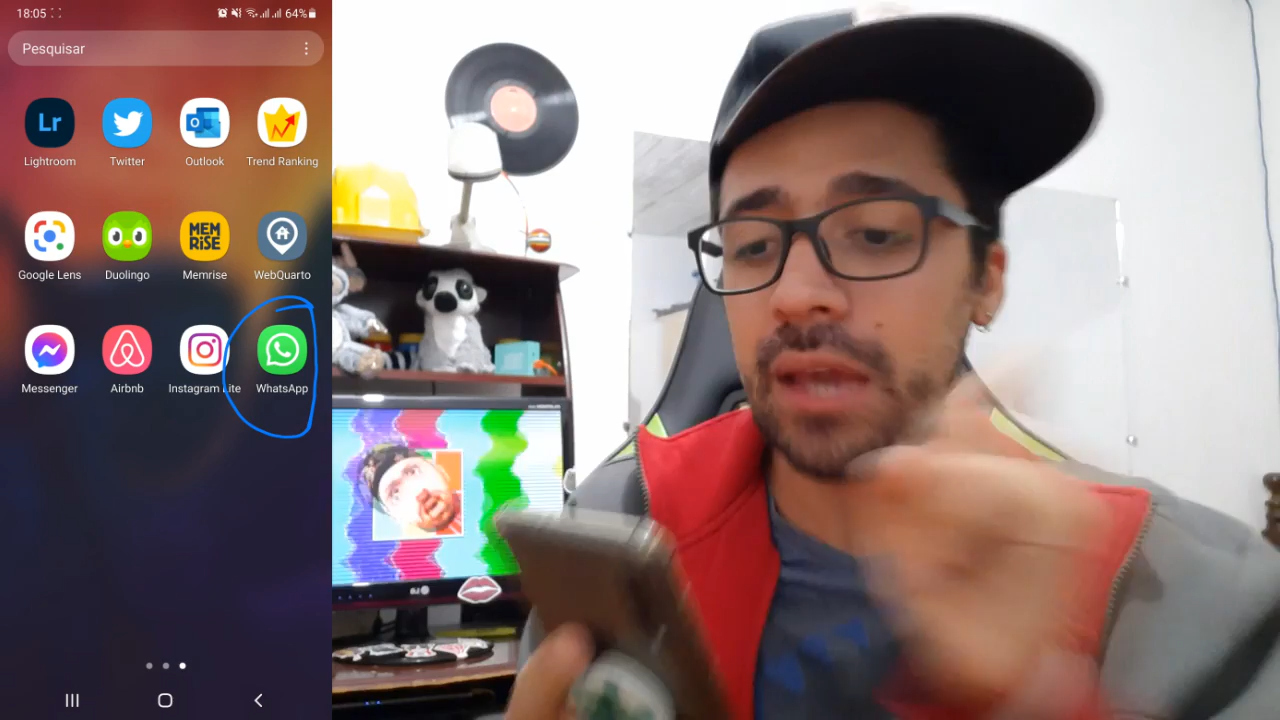 18:05
64%
Pesquisar
Lr
Lightroom
Twitter
Outlook
Trend Ranking
Google Lens
Duolingo
MEM
RiSE
Memrise
WebQuarto
Messenger
Airbnb
Instagram Lite
WhatsApp
LG